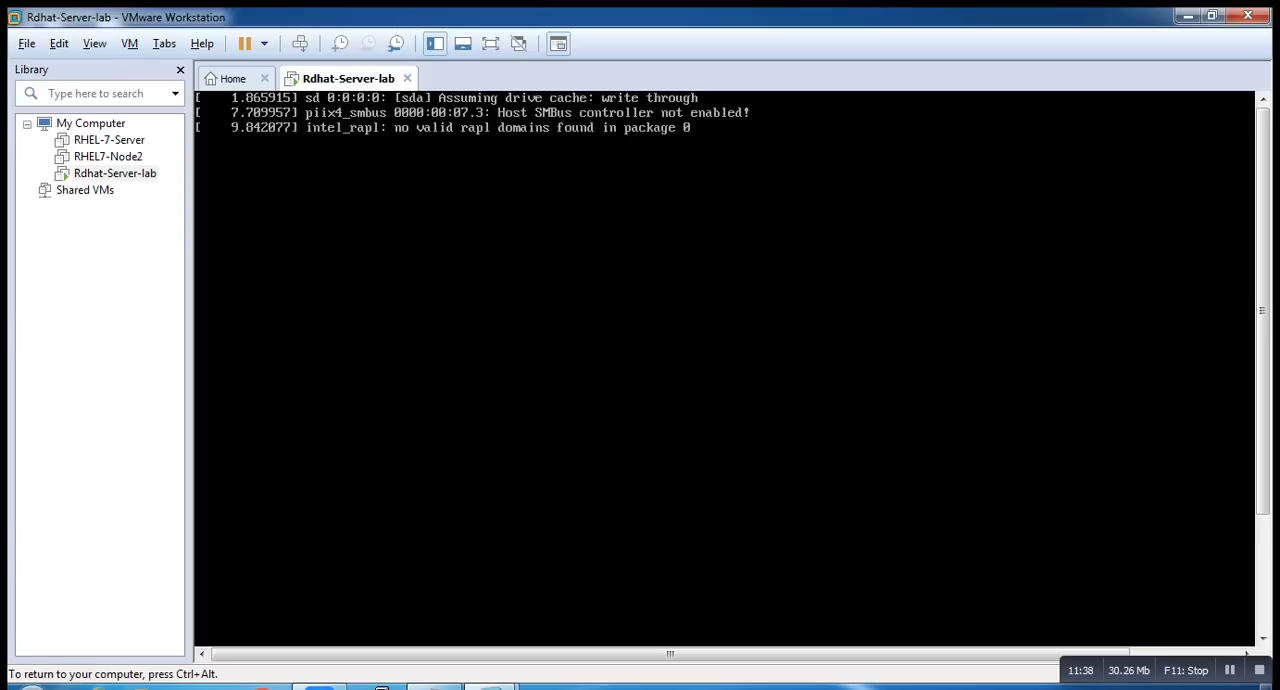 Rdhat-Server-lab - VMware Workstation
File Edit View VM Tabs Help
Library
Type here to search
My Computer
RHEL-7-Server
RHEL7-Node2
Rdhat-Server-lab
Shared VMs
Home Rdhat-Server-lab
[ 1.865915] sd 0:0:0:0: [sda] Assuming drive cache: write through
[ 7.709957] piix4_smbus 0000:00:07.3: Host SMBus controller not enabled!
[ 9.842077] intel_rapl: no valid rapl domains found in package 0
To return to your computer, press Ctrl+Alt.
11:38 30.26 Mb F11: Stop